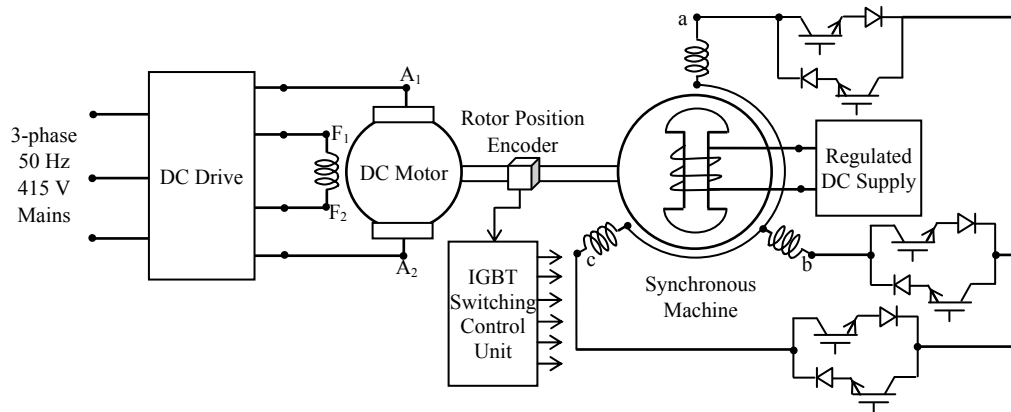 3-phase
50 Hz
415 V
Mains
DC Drive
A1
F1
F2
A2
DC Motor
Rotor Position
Encoder
IGBT
Switching
Control
Unit
a
b
c
Synchronous
Machine
Regulated
DC Supply